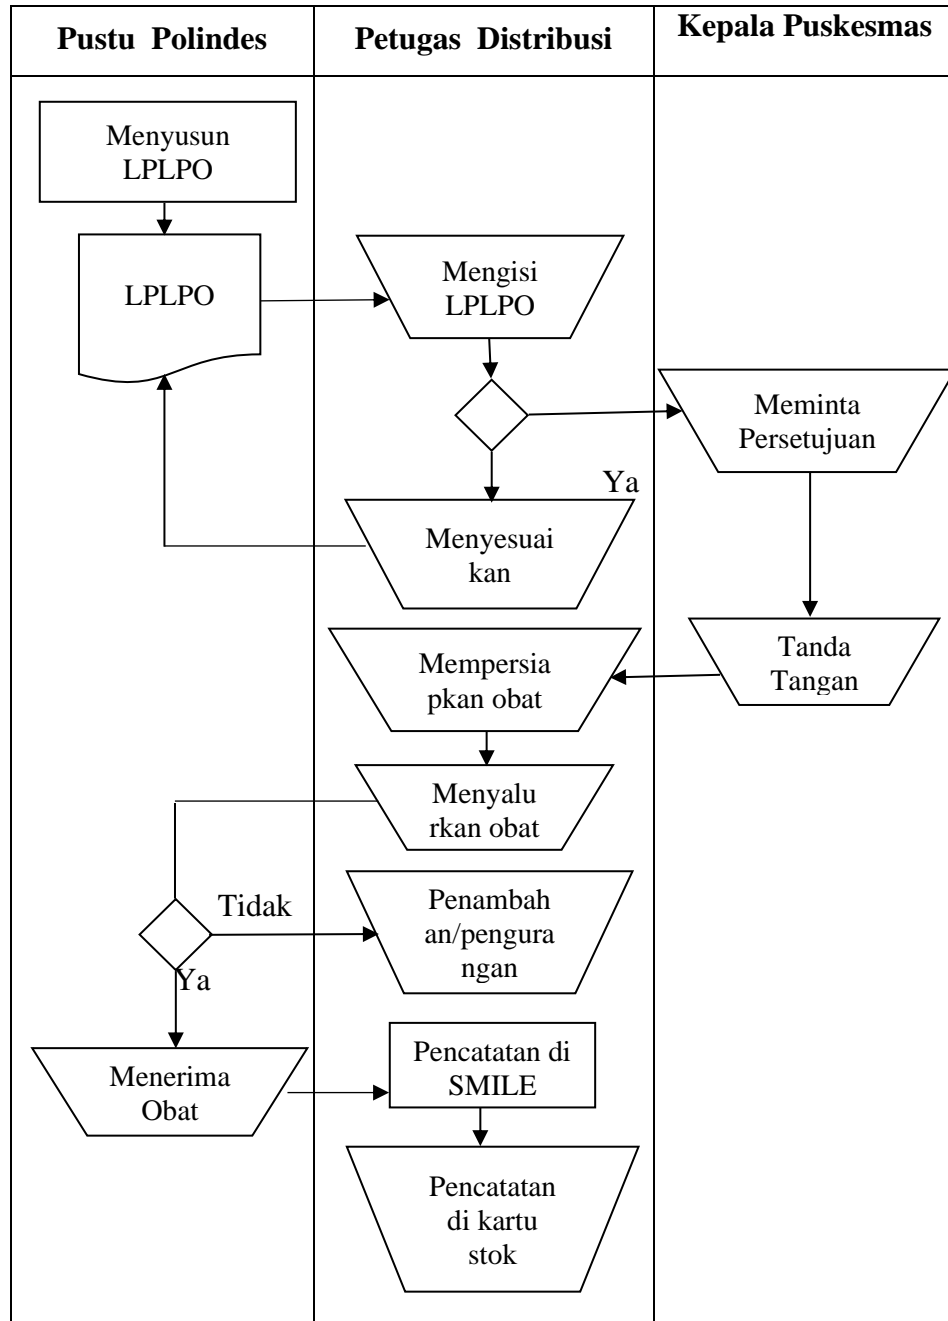 Pustu Polindes
Petugas Distribusi
Kepala Puskesmas
Menyusun
LPLPO
LPLPO
Mengisi
LPLPO
Meminta
Persetujuan
Ya
Menyesuai
kan
Tanda
Tangan
Mempersia
pkan obat
Menyalu
rkan obat
Tidak
Penambah
an/pengura
ngan
Ya
Menerima
Obat
Pencatatan di
SMILE
Pencatatan
di kartu
stok